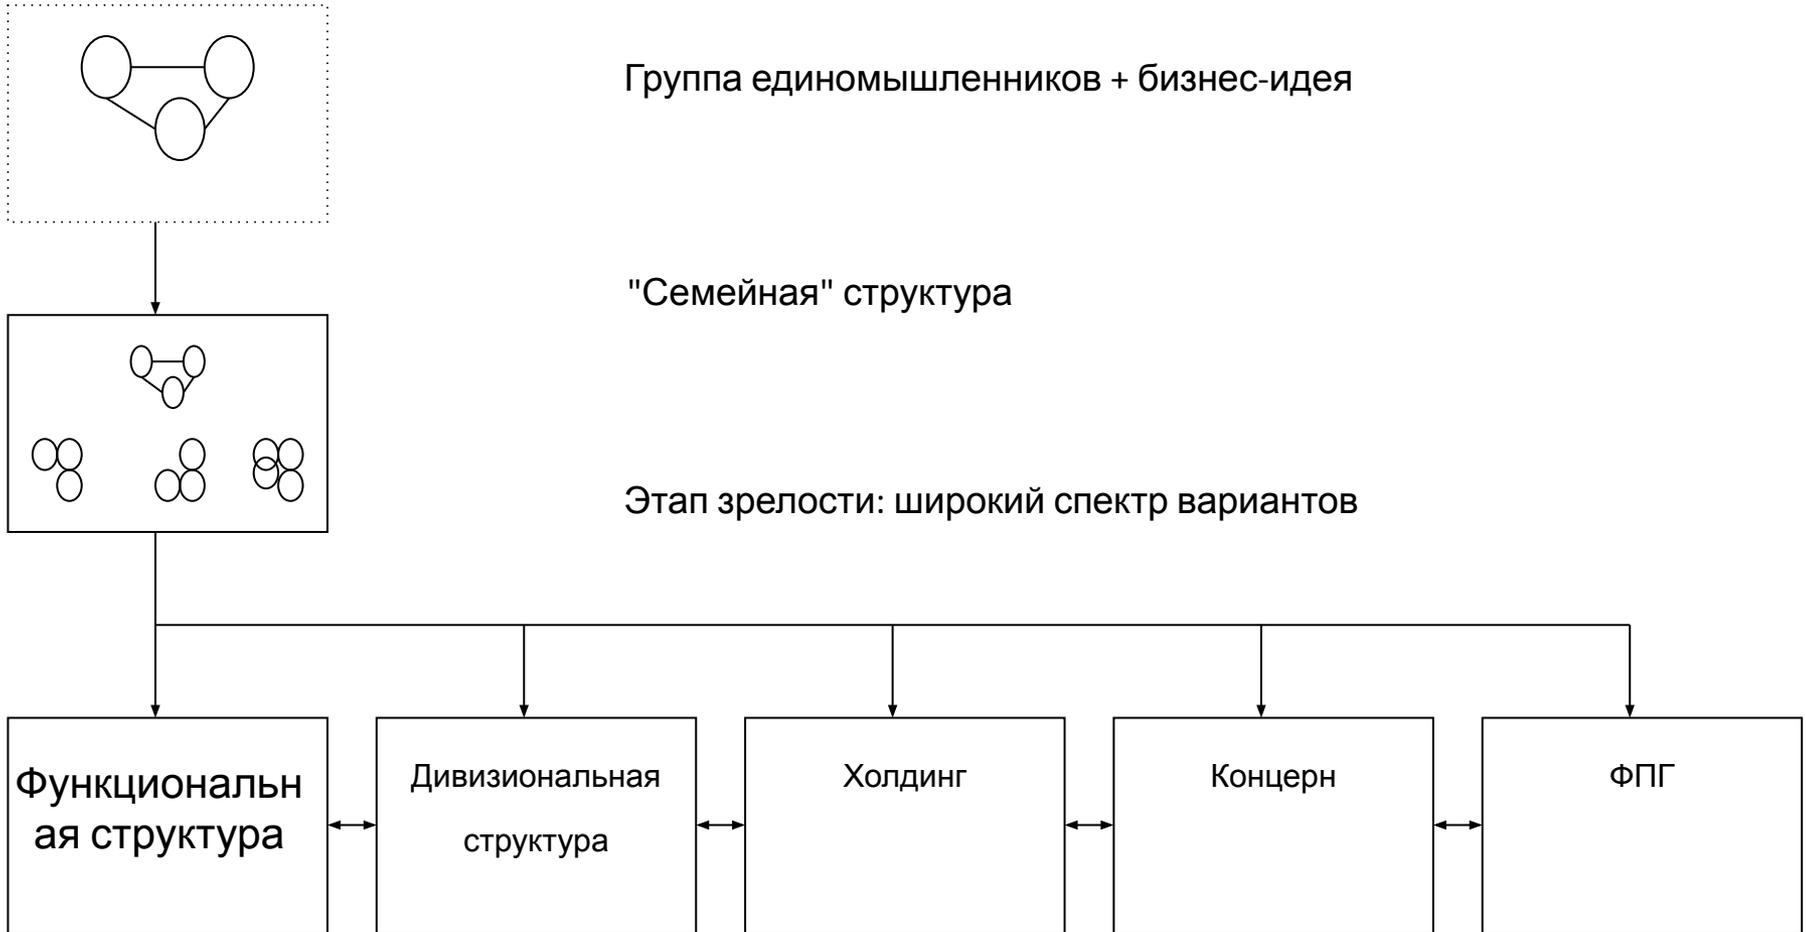 Группа единомышленников + бизнес-идея
"Семейная" структура
Этап зрелости: широкий спектр вариантов
Функциональн
ая структура
Дивизиональная
структура
Холдинг
Концерн
ФПГ